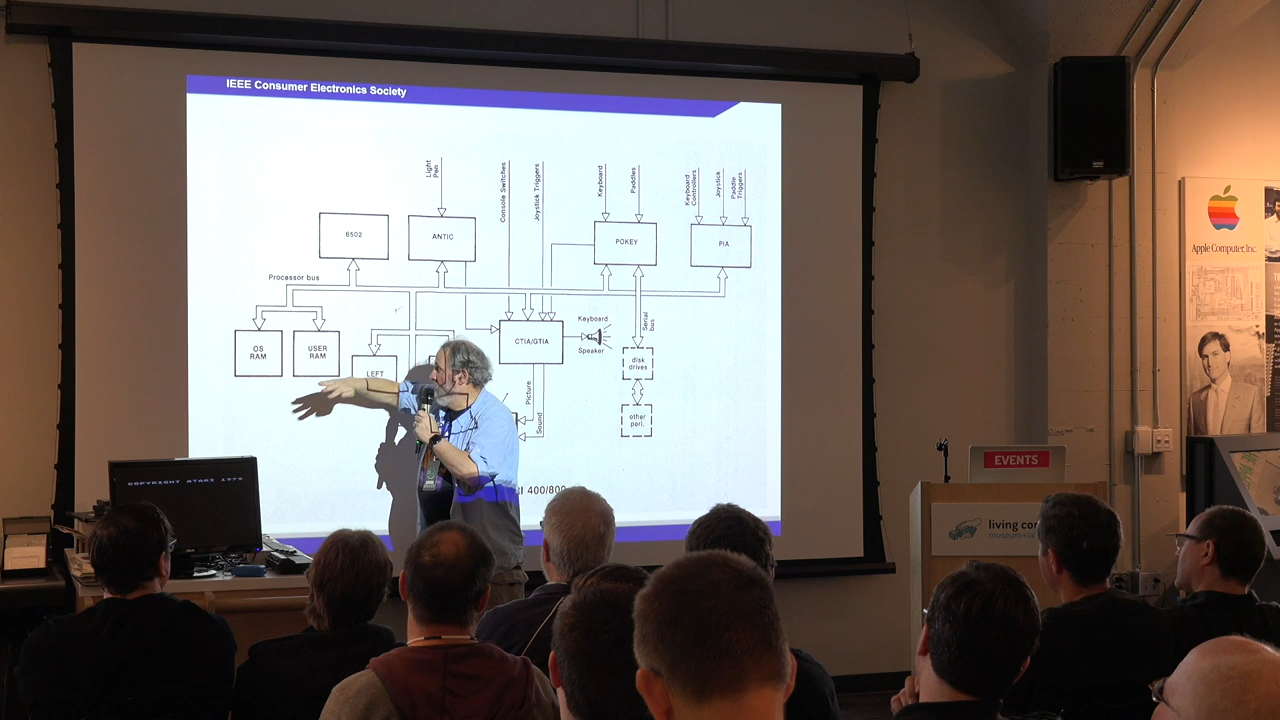 IEEE Consumer Electronics Society
Light
Pen
Console Switches
Joystick Triggers
Keyboard
Paddles
Keyboard
Controllers
Joystick
Paddle
Triggers
6502
ANTIC
POKEY
PIA
Processor bus
OS
RAM
USER
RAM
LEFT
CTIA/GTIA
Keyboard
Speaker
Serial
bus
disk
drives
other
peri.
Picture
Sound
400/800
COPYRIGHT ATARI 1979
EVENTS
living
museum
Apple Computer, Inc.